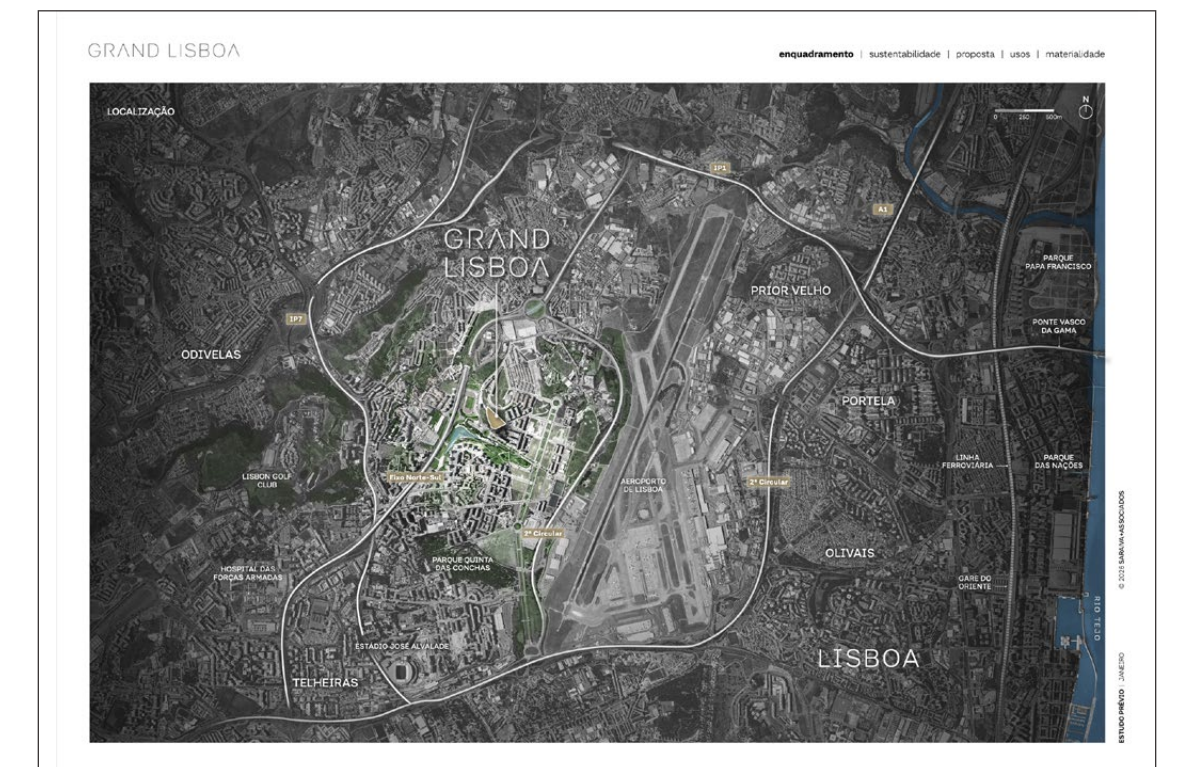 GRAND LISBOA
enquadramento | sustentabilidade | proposta | usos | materialidade
LOCALIZAÇÃO
N
0 250 500m
IP1
A1
GRAND
LISBOA
PARQUE
PAPA FRANCISCO
PRIOR VELHO
IP7
PONTE VASCO
DA GAMA
ODIVELAS
PORTELA
LINHA
FERROVIÁRIA
PARQUE
DAS NAÇÕES
LISBON GOLF
CLUB
Eixo Norte-Sul
AEROPORTO
DE LISBOA
2ª Circular
2ª Circular
OLIVAIS
PARQUE QUINTA
DAS CONCHAS
HOSPITAL DAS
FORÇAS ARMADAS
GARE DO
ORIENTE
RIO TEJO
ESTÁDIO JOSÉ ALVALADE
LISBOA
TELHEIRAS
© 2026 SARAIVA+ASSOCIADOS
ESTUDO PRÉVIO | JANEIRO